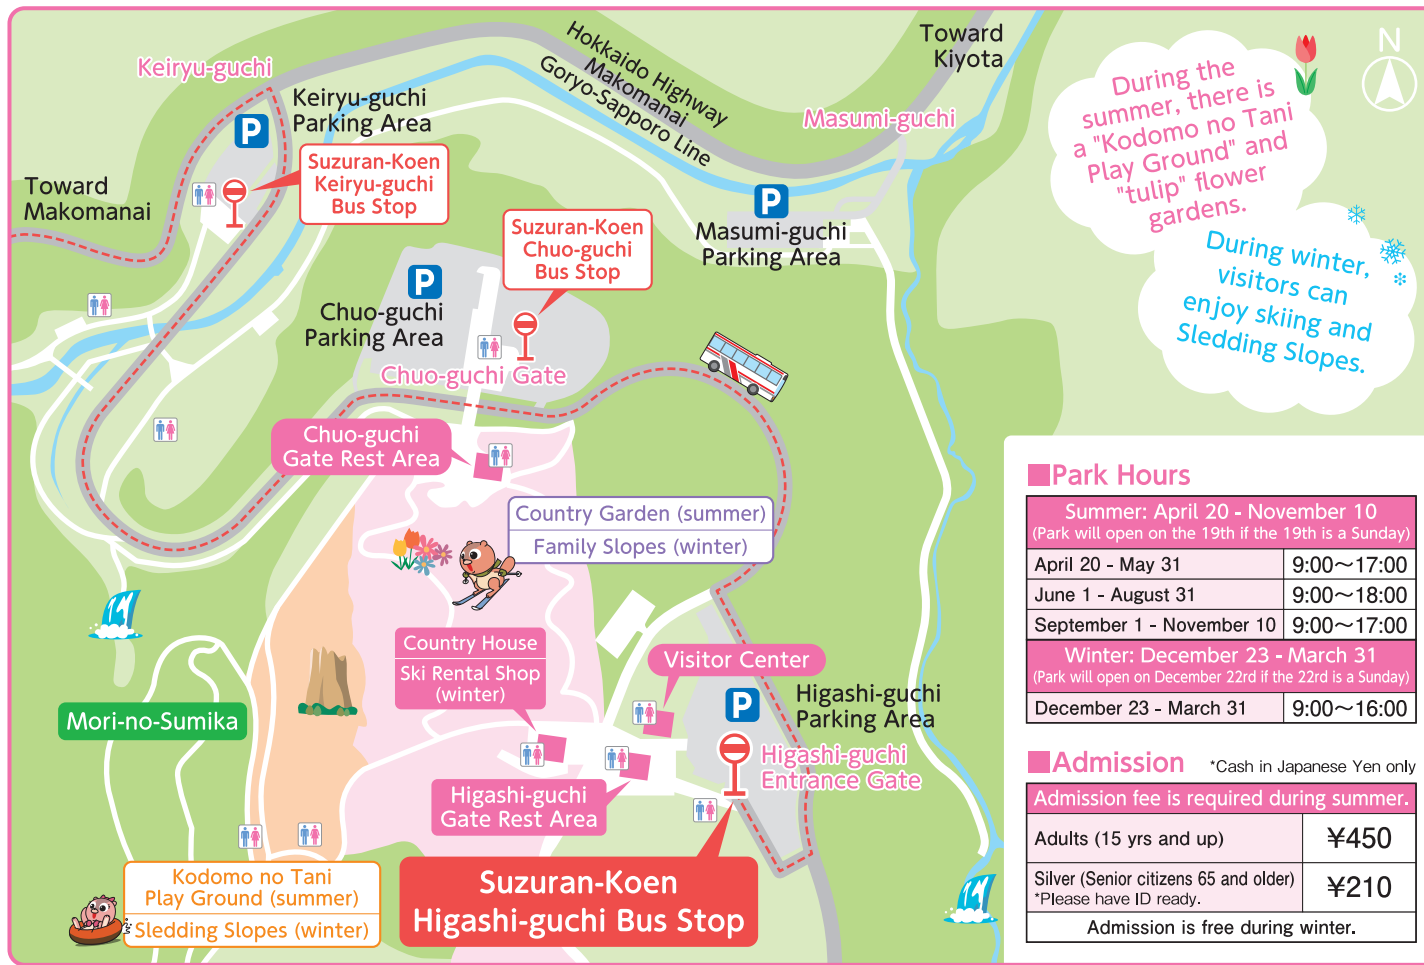 Keiryu-guchi
Keiryu-guchi
Parking Area
P
Suzuran-Koen
Keiryu-guchi
Bus Stop
Toward
Makomanai
Hokkaido Highway
Makomanai
Goryo-Sapporo Line
Toward
Kiyota
Masumi-guchi
P
Masumi-guchi
Parking Area
N
During the
summer, there is
a "Kodomo no Tani
Play Ground" and
"tulip" flower
gardens.
During winter,
visitors can
enjoy skiing and
Sledding Slopes.
Suzuran-Koen
Chuo-guchi
Bus Stop
P
Chuo-guchi
Parking Area
Chuo-guchi Gate
Chuo-guchi
Gate Rest Area
Country Garden (summer)
Family Slopes (winter)
Country House
Ski Rental Shop
(winter)
Visitor Center
P
Higashi-guchi
Parking Area
Higashi-guchi
Entrance Gate
Mori-no-Sumika
Higashi-guchi
Gate Rest Area
Kodomo no Tani
Play Ground (summer)
Sledding Slopes (winter)
Suzuran-Koen
Higashi-guchi Bus Stop
■Park Hours
Summer: April 20 - November 10
(Park will open on the 19th if the 19th is a Sunday)
April 20 - May 31 9:00～17:00
June 1 - August 31 9:00～18:00
September 1 - November 10 9:00～17:00
Winter: December 23 - March 31
(Park will open on December 22rd if the 22rd is a Sunday)
December 23 - March 31 9:00～16:00
■Admission *Cash in Japanese Yen only
Admission fee is required during summer.
Adults (15 yrs and up) ¥450
Silver (Senior citizens 65 and older) ¥210
*Please have ID ready.
Admission is free during winter.